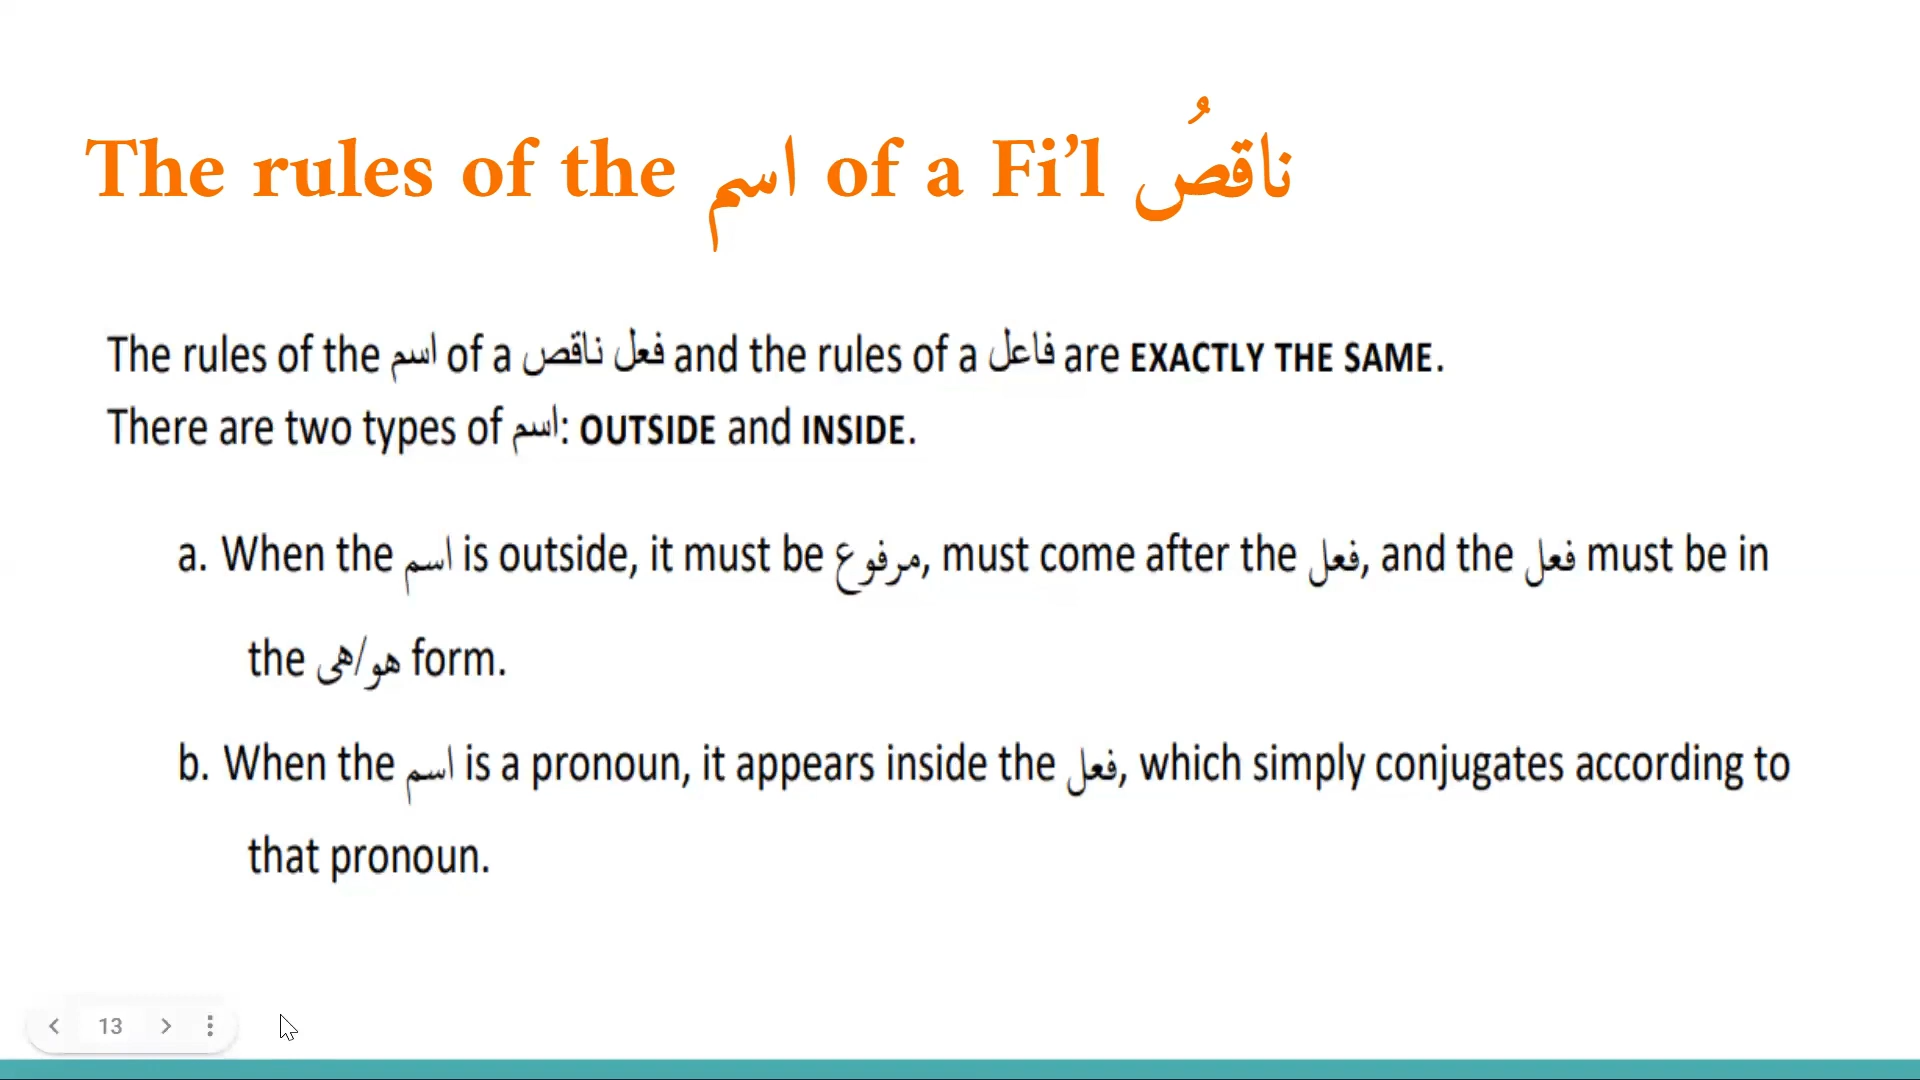 The rules of the اسم of a Fi’l ناقصُ
The rules of the اسم of a فعل ناقص and the rules of a فاعل are EXACTLY THE SAME.
There are two types of اسم: OUTSIDE and INSIDE.
a. When the اسم is outside, it must be مرفوع, must come after the فعل, and the فعل must be in
the هو/هى form.
b. When the اسم is a pronoun, it appears inside the فعل, which simply conjugates according to
that pronoun.
13